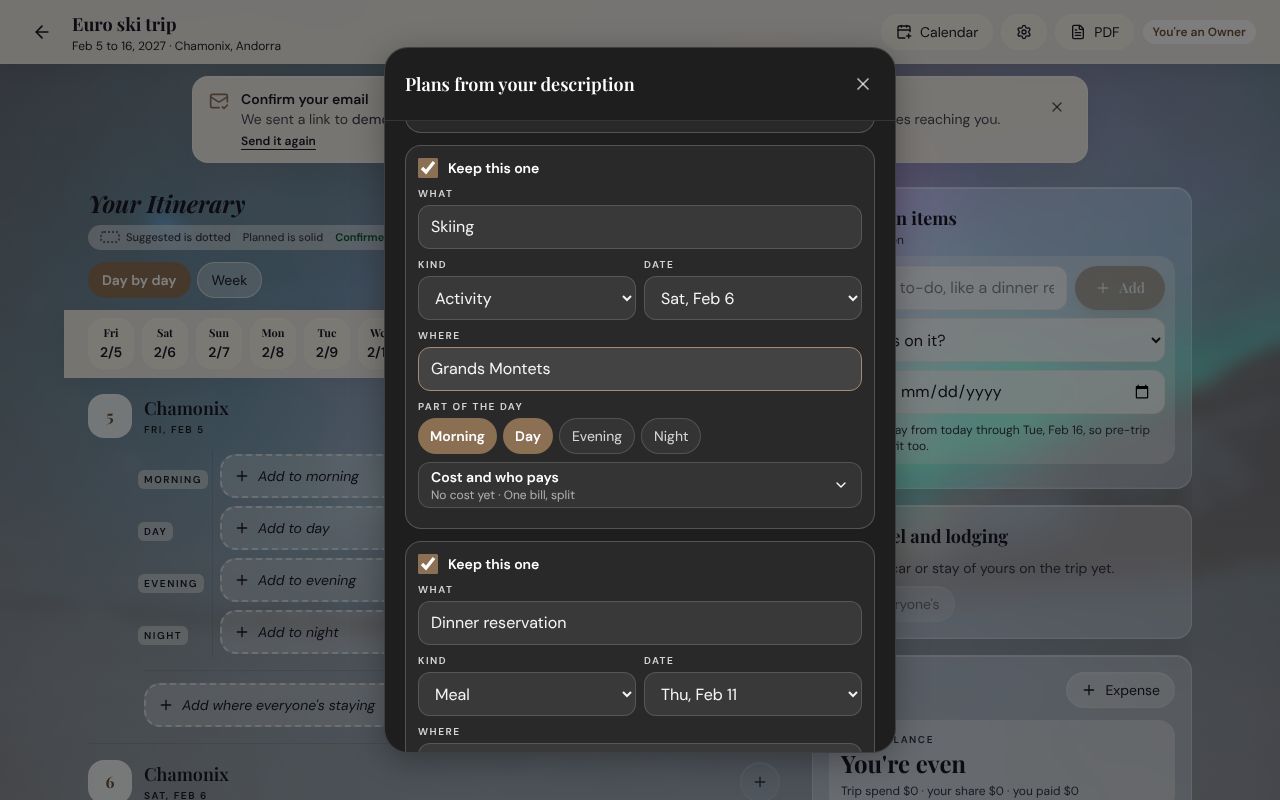 Euro ski trip
Feb 5 to 16, 2027 · Chamonix, Andorra
Calendar
PDF
You're an Owner
Confirm your email
We sent a link to
es reaching you.
Send it again
Your Itinerary
Suggested is dotted Planned is solid Confirme
Day by day
Week
Fri 2/5
Sat 2/6
Sun 2/7
Mon 2/8
Tue 2/9
5
Chamonix
FRI, FEB 5
MORNING
Add to morning
DAY
Add to day
EVENING
Add to evening
NIGHT
Add to night
Add where everyone's staying
6
Chamonix
SAT, FEB 6
Plans from your description
Keep this one
WHAT
Skiing
KIND
Activity
DATE
Sat, Feb 6
WHERE
Grands Montets
PART OF THE DAY
Morning
Day
Evening
Night
Cost and who pays
No cost yet · One bill, split
Keep this one
WHAT
Dinner reservation
KIND
Meal
DATE
Thu, Feb 11
WHERE
n items
to-do, like a dinner re
Add
s on it?
mm/dd/yyyy
ay from today through Tue, Feb 16, so pre-trip
it too.
el and lodging
car or stay of yours on the trip yet.
ryone's
Expense
LANCE
You're even
Trip spend $0 · your share $0 · you paid $0